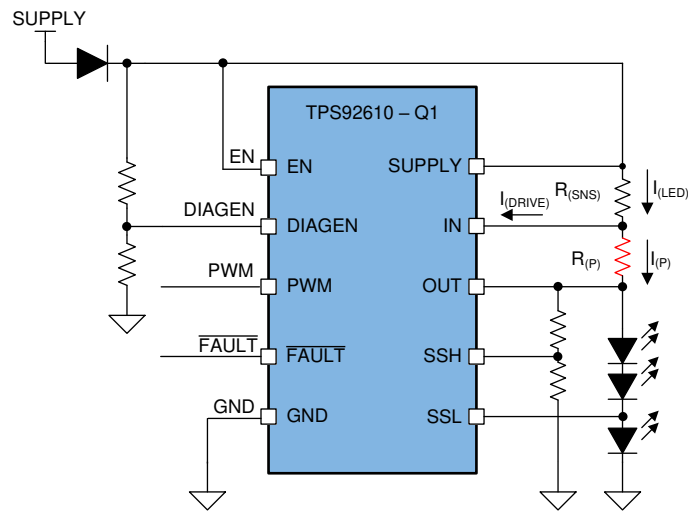 SUPPLY
TPS92610 – Q1
EN
EN
SUPPLY
R(SNS)
I(LED)
I(DRIVE)
DIAGEN
DIAGEN
IN
R(P)
I(P)
PWM
PWM
OUT
FAULT
FAULT
SSH
GND
GND
SSL